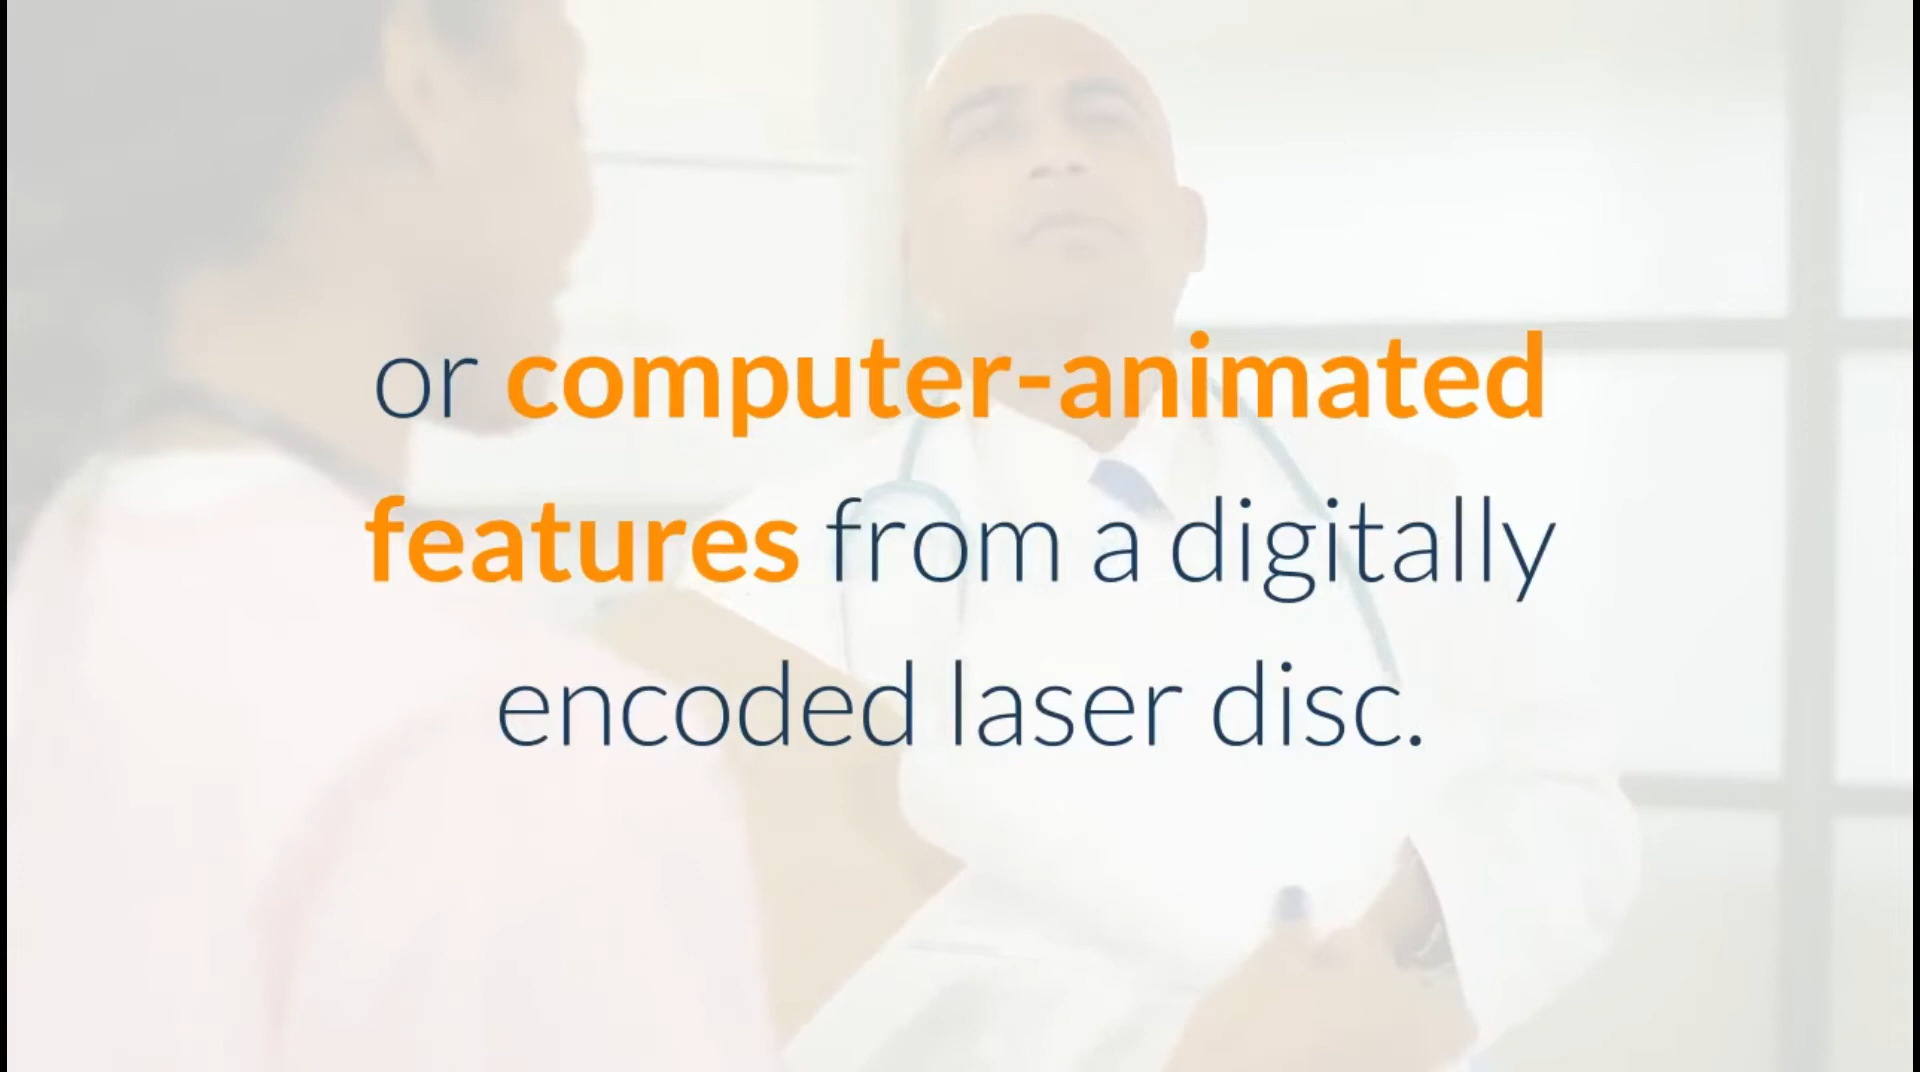 or computer-animated
features from a digitally
encoded laser disc.